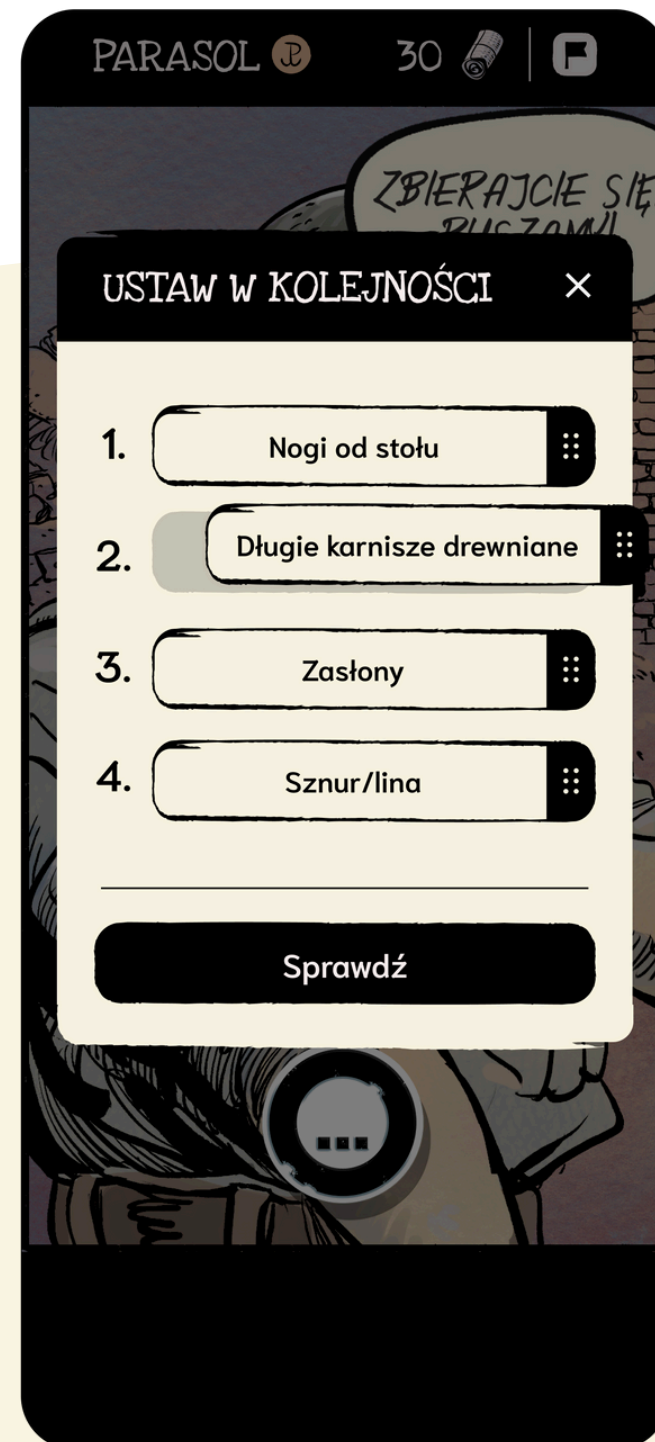 PARASOL
30
ZBIERAJCIE SIĘ
RUSZAMY!
USTAW W KOLEJNOŚCI
1. Nogi od stołu
2. Długie karnisze drewniane
3. Zasłony
4. Sznur/lina
Sprawdź